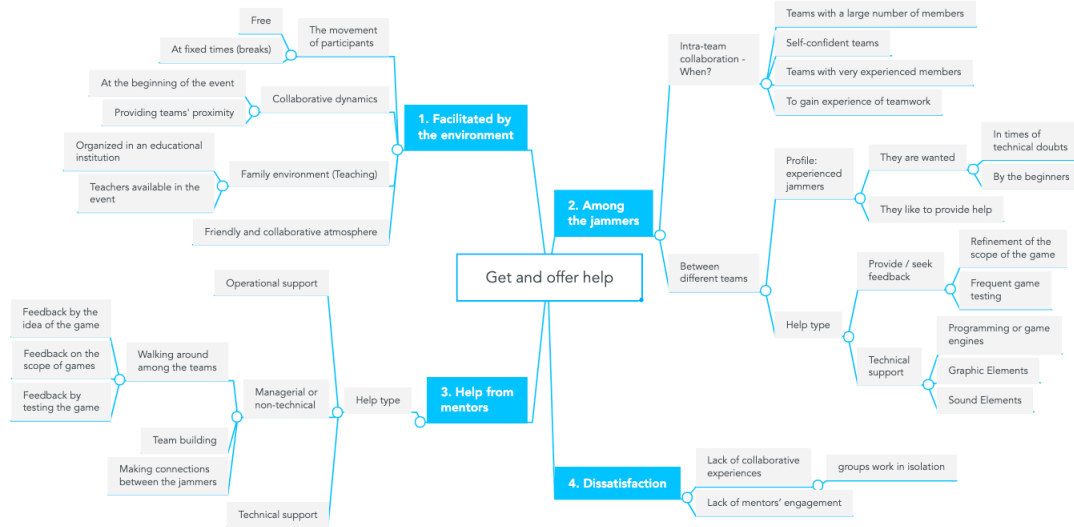 Get and offer help
1. Facilitated by
the environment
The movement
of participants
Free
At fixed times (breaks)
Collaborative dynamics
At the beginning of the event
Providing teams' proximity
Family environment (Teaching)
Organized in an educational
institution
Teachers available in the
event
Friendly and collaborative atmosphere
2. Among
the jammers
Intra-team
collaboration -
When?
Teams with a large number of members
Self-confident teams
Teams with very experienced members
To gain experience of teamwork
Between
different teams
Profile:
experienced
jammers
They are wanted
In times of
technical doubts
By the beginners
They like to provide help
Help type
Provide / seek
feedback
Refinement of the
scope of the game
Frequent game
testing
Technical
support
Programming or game
engines
Graphic Elements
Sound Elements
3. Help from
mentors
Help type
Operational support
Managerial or
non-technical
Walking around
among the teams
Feedback by the
idea of the game
Feedback on the
scope of games
Feedback by
testing the game
Team building
Making connections
between the jammers
Technical support
4. Dissatisfaction
Lack of collaborative
experiences
groups work in isolation
Lack of mentors' engagement